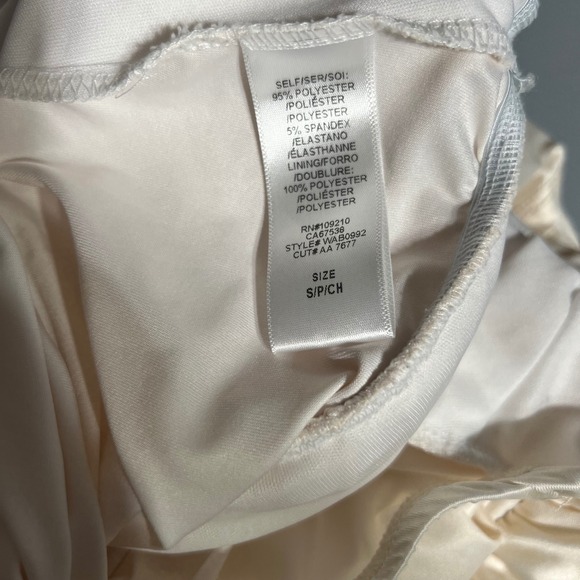 SELF/SER/SOI:
95% POLYESTER
/POLIÉSTER
/POLYESTER
5% SPANDEX
/ELASTANO
/ÉLASTHANNE
LINING/FORRO
/DOUBLURE:
100% POLYESTER
/POLIÉSTER
/POLYESTER
RN#109210
CA67538
STYLE# WAB0992
CUT# AA 7677
SIZE
S/P/CH